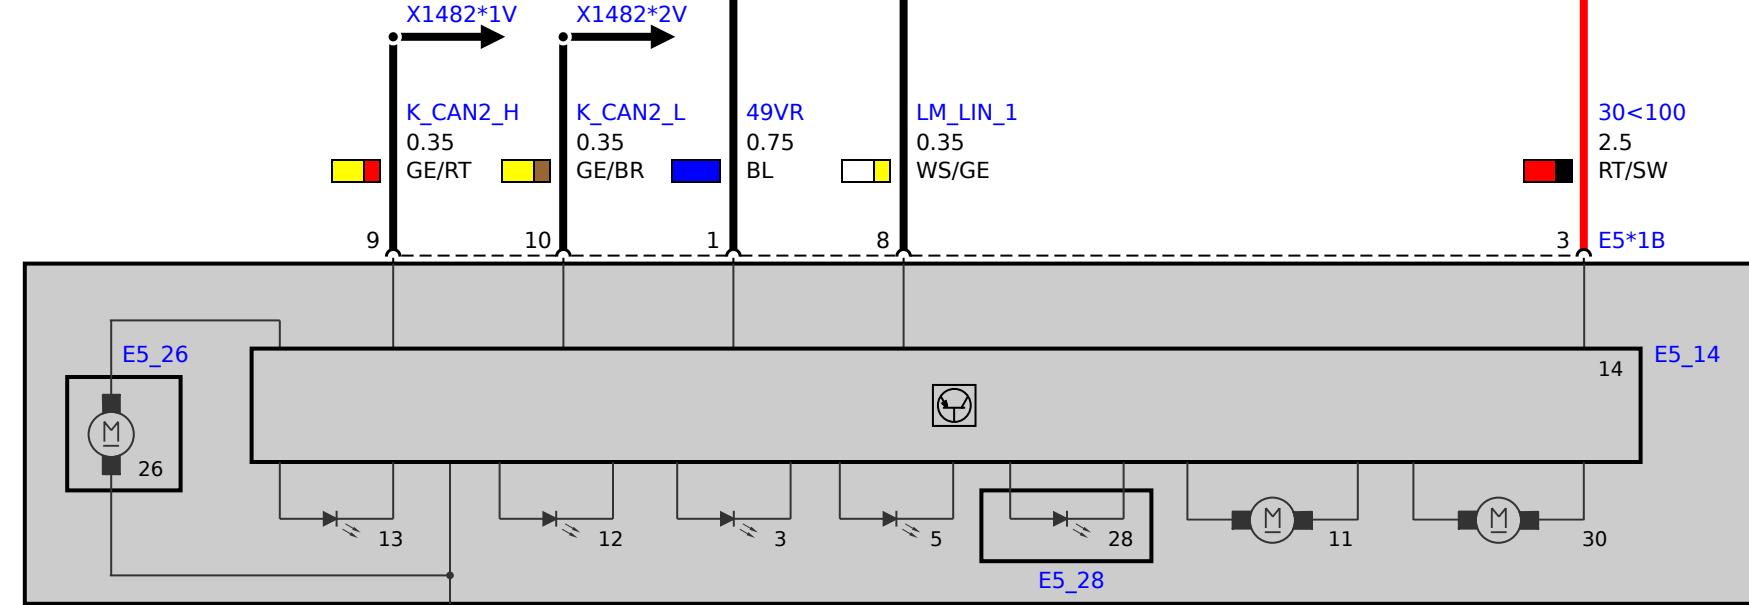 X1482*1V X1482*2V
K_CAN2_H K_CAN2_L 49VR LM_LIN_1 30<100
0.35 0.35 0.75 0.35 2.5
GE/RT GE/BR BL WS/GE RT/SW
9 10 1 8 3 E5*1B
E5_26 E5_14
14
M
26
M M
13 12 3 5 28 11 30
E5_28